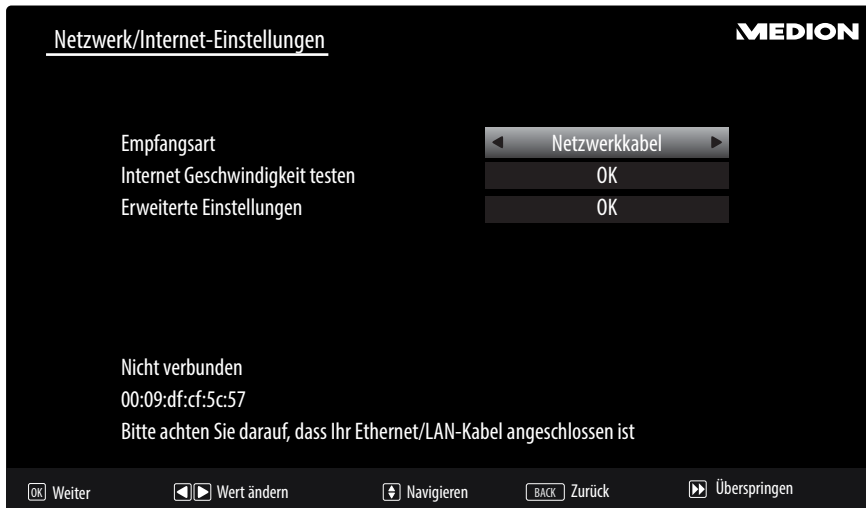 Netzwerk/Internet-Einstellungen
MEDION
Empfangsart Netzwerkkabel
Internet Geschwindigkeit testen OK
Erweiterte Einstellungen OK
Nicht verbunden
00:09:df:cf:5c:57
Bitte achten Sie darauf, dass Ihr Ethernet/LAN-Kabel angeschlossen ist
OK Weiter Wert ändern Navigieren BACK Zurück Überspringen